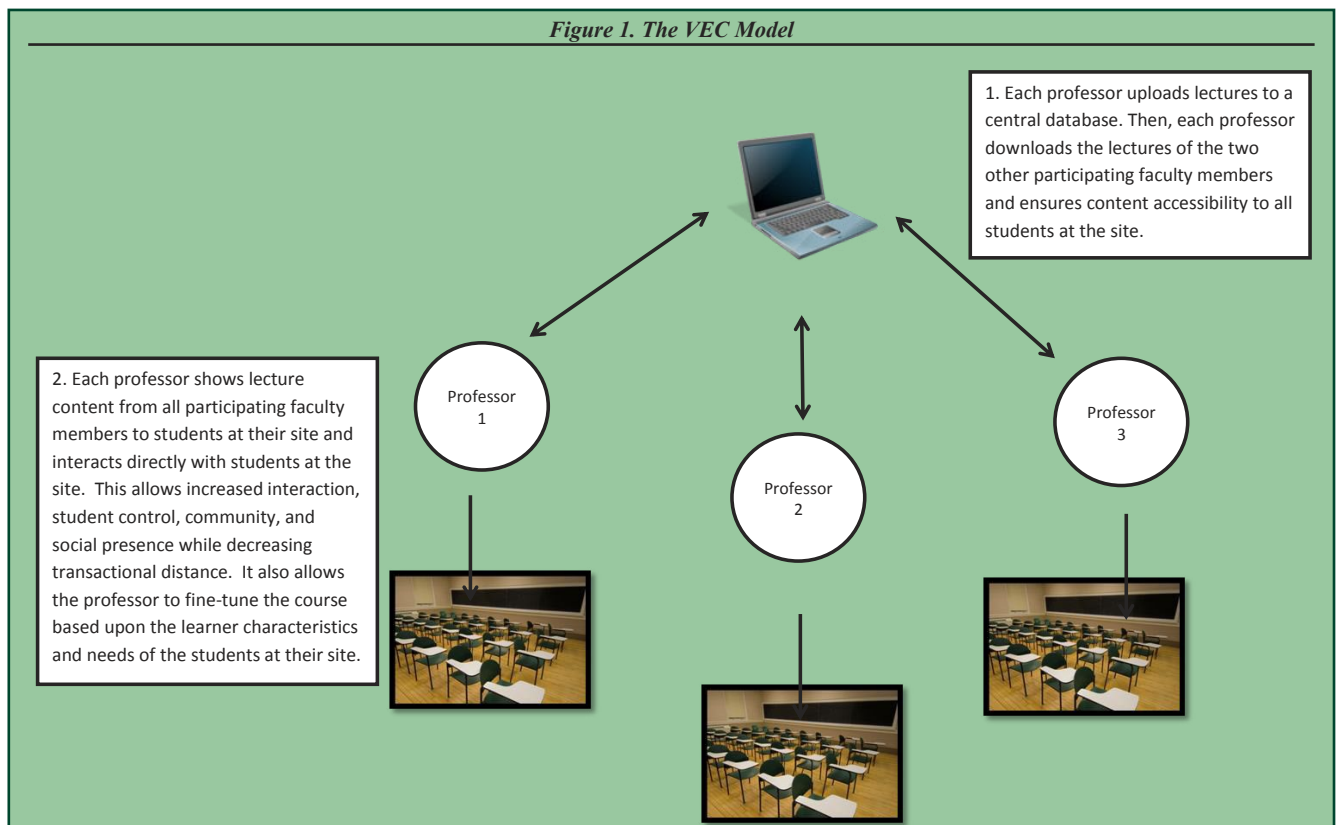 Figure 1. The VEC Model
1. Each professor uploads lectures to a
central database. Then, each professor
downloads the lectures of the two
other participating faculty members
and ensures content accessibility to all
students at the site.
2. Each professor shows lecture
content from all participating faculty
members to students at their site and
interacts directly with students at the
site. This allows increased interaction,
student control, community, and
social presence while decreasing
transactional distance. It also allows
the professor to fine-tune the course
based upon the learner characteristics
and needs of the students at their site.
Professor
1
Professor
2
Professor
3